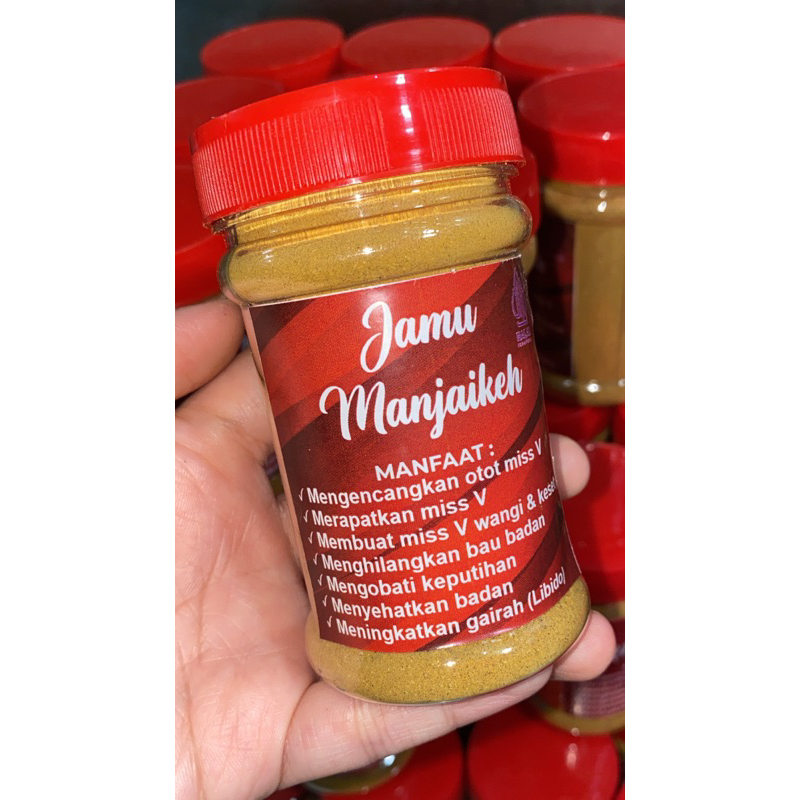 Jamu
Manjaikeh
MANFAAT :
✓ Mengencangkan otot miss V
✓ Merapatkan miss V
✓ Membuat miss V wangi &
✓ Menghilangkan bau badan
✓ Mengobati keputihan
✓ Menyehatkan badan
✓ Meningkatkan gairah (Libido)